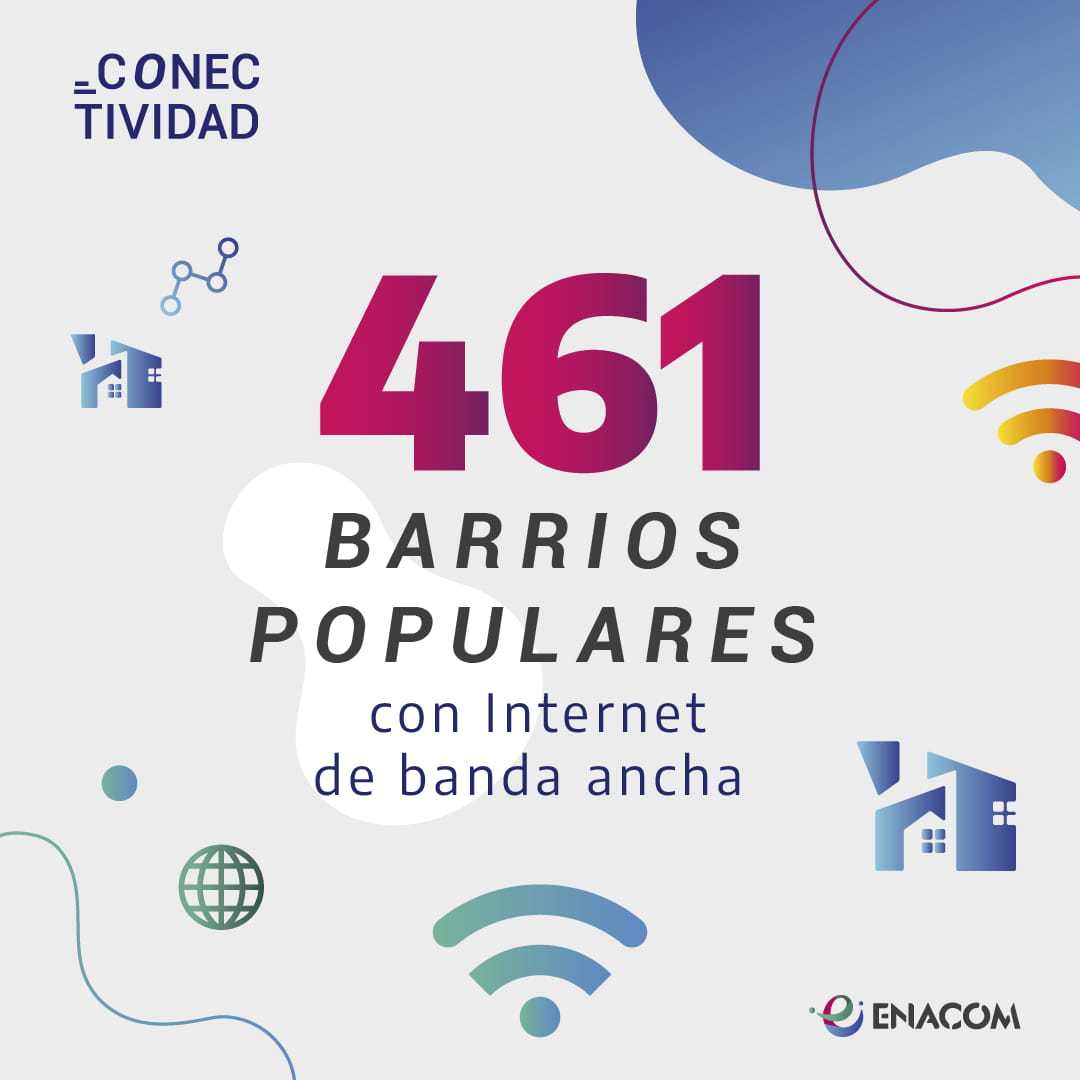 CONEC
TIVIDAD
461
BARRIOS
POPULARES
con Internet
de banda ancha
ENACOM